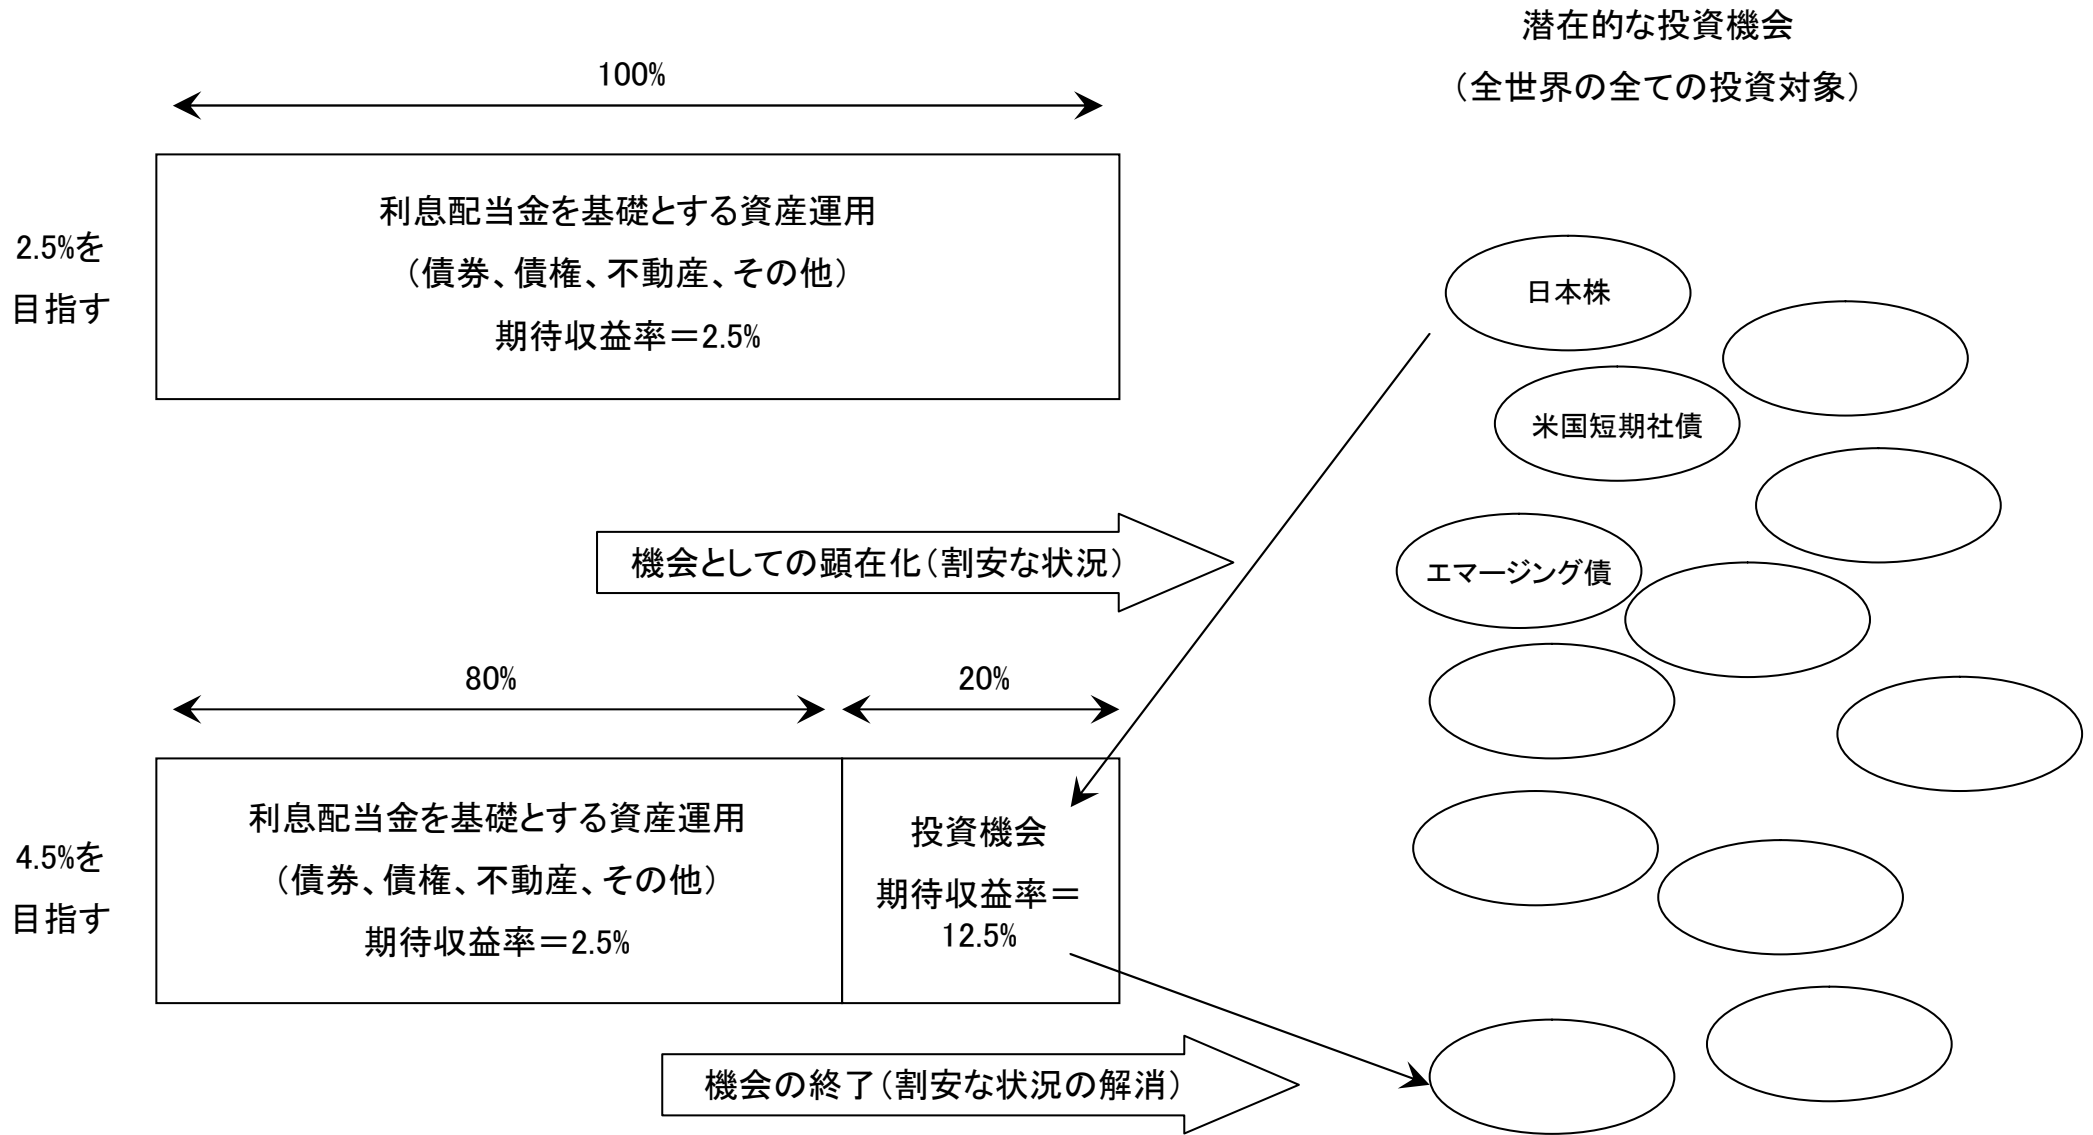 潜在的な投資機会
（全世界の全ての投資対象）
100%
2.5%を
目指す
利息配当金を基礎とする資産運用
（債券、債権、不動産、その他）
期待収益率＝2.5%
日本株
米国短期社債
エマージング債
機会としての顕在化（割安な状況）
80%
20%
4.5%を
目指す
利息配当金を基礎とする資産運用
（債券、債権、不動産、その他）
期待収益率＝2.5%
投資機会
期待収益率＝
12.5%
機会の終了（割安な状況の解消）